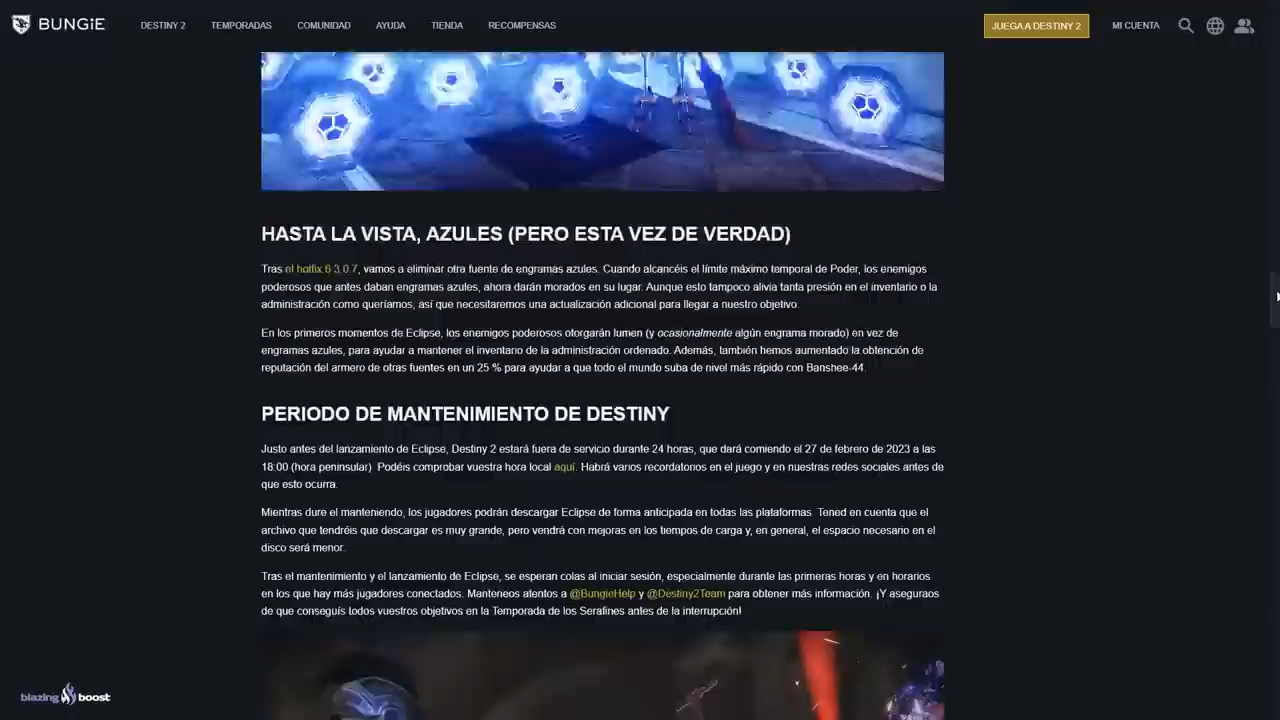 BUNGiE DESTINY 2 TEMPORADAS COMUNIDAD AYUDA TIENDA RECOMPENSAS JUEGA A DESTINY 2 MI CUENTA
HASTA LA VISTA, AZULES (PERO ESTA VEZ DE VERDAD)
Tras el hotfix 6.3.0.7, vamos a eliminar otra fuente de engramas azules. Cuando alcancéis el límite máximo temporal de Poder, los enemigos
poderosos que antes daban engramas azules, ahora darán morados en su lugar. Aunque esto tampoco alivia tanta presión en el inventario o la
administración como queríamos, así que necesitaremos una actualización adicional para llegar a nuestro objetivo.
En los primeros momentos de Eclipse, los enemigos poderosos otorgarán lumen (y ocasionalmente algún engrama morado) en vez de
engramas azules, para ayudar a mantener el inventario de la administración ordenado. Además, también hemos aumentado la obtención de
reputación del armero de otras fuentes en un 25 % para ayudar a que todo el mundo suba de nivel más rápido con Banshee-44.
PERIODO DE MANTENIMIENTO DE DESTINY
Justo antes del lanzamiento de Eclipse, Destiny 2 estará fuera de servicio durante 24 horas, que dará comiendo el 27 de febrero de 2023 a las
18:00 (hora peninsular). Podéis comprobar vuestra hora local aquí. Habrá varios recordatorios en el juego y en nuestras redes sociales antes de
que esto ocurra.
Mientras dure el manteniendo, los jugadores podrán descargar Eclipse de forma anticipada en todas las plataformas. Tened en cuenta que el
archivo que tendréis que descargar es muy grande, pero vendrá con mejoras en los tiempos de carga y, en general, el espacio necesario en el
disco será menor.
Tras el mantenimiento y el lanzamiento de Eclipse, se esperan colas al iniciar sesión, especialmente durante las primeras horas y en horarios
en los que hay más jugadores conectados. Manteneos atentos a @BungieHelp y @Destiny2Team para obtener más información. ¡Y aseguraos
de que conseguís todos vuestros objetivos en la Temporada de los Serafines antes de la interrupción!
blazing boost